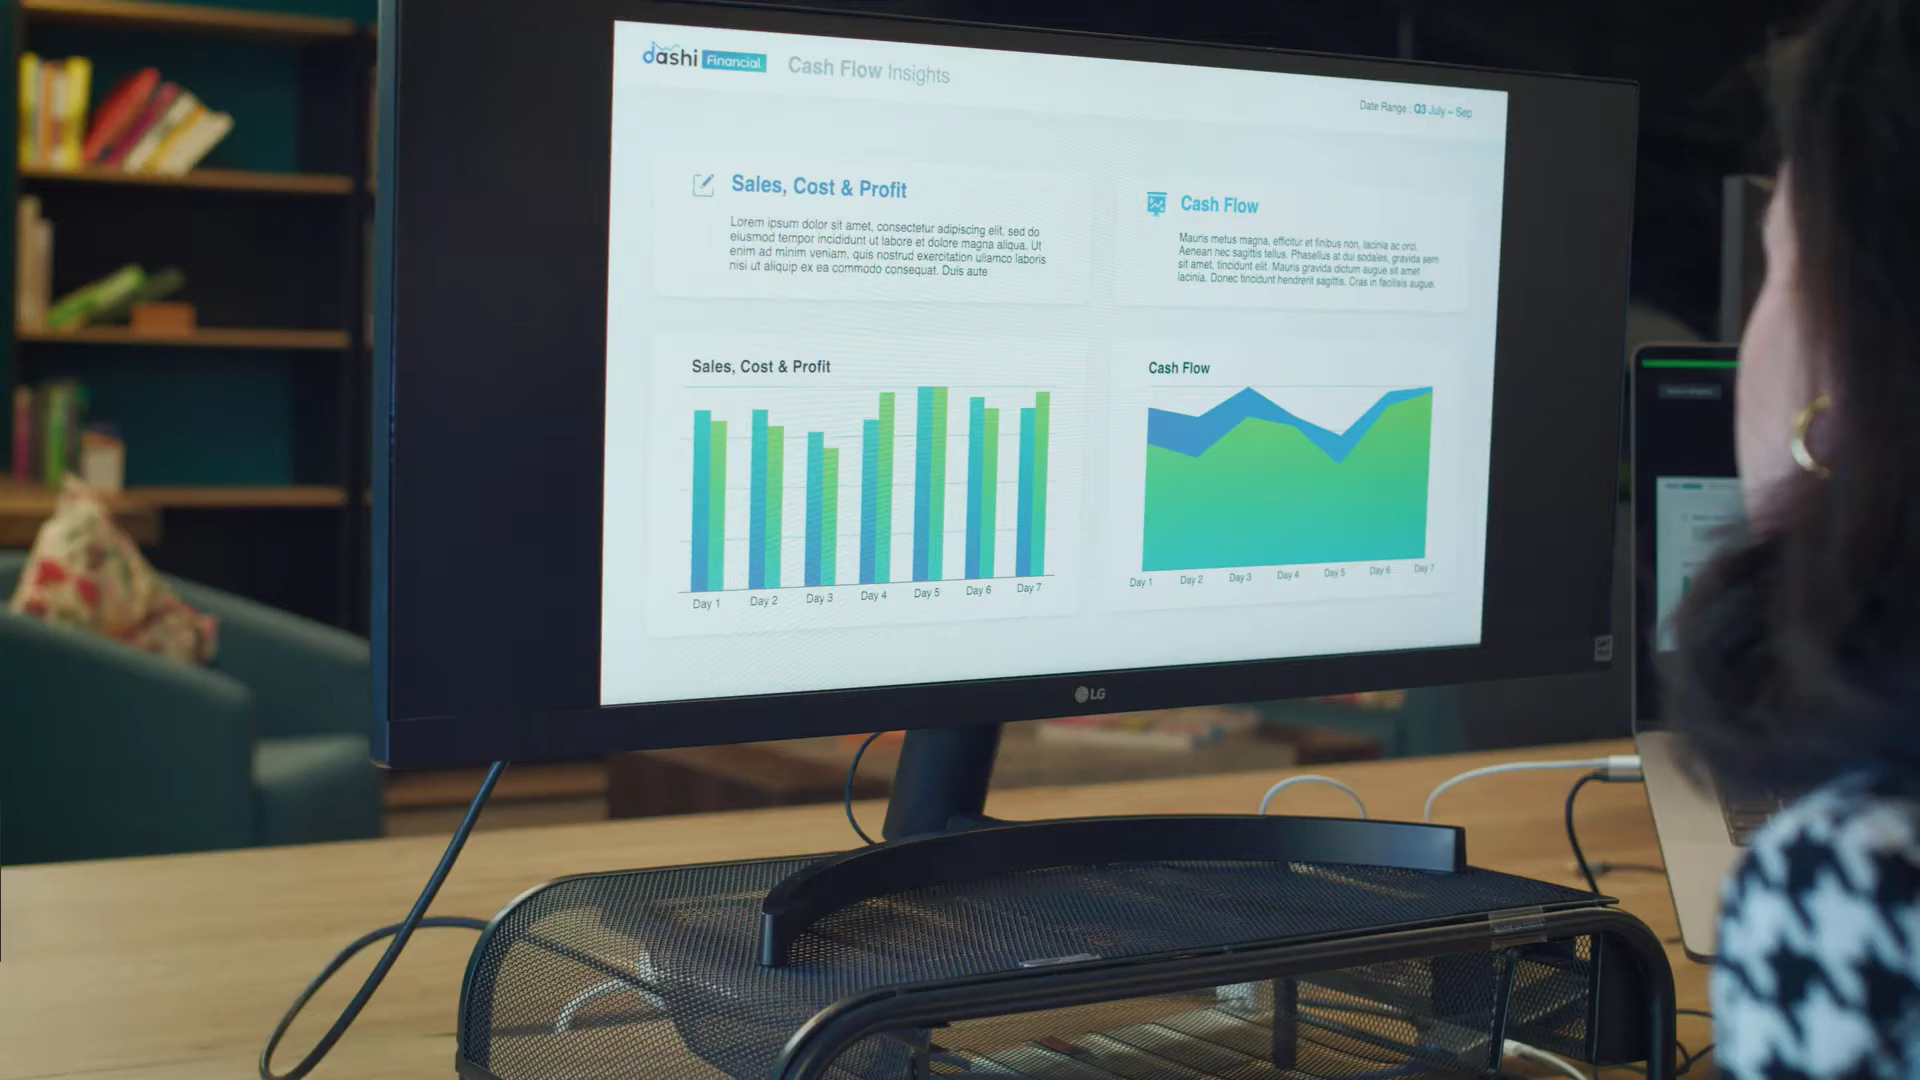 dashi Financial
Cash Flow Insights
Date Range : Q3 July ~ Sep
Sales, Cost & Profit
Lorem ipsum dolor sit amet, consectetur adipiscing elit, sed do
eiusmod tempor incididunt ut labore et dolore magna aliqua. Ut
enim ad minim veniam, quis nostrud exercitation ullamco laboris
nisi ut aliquip ex ea commodo consequat. Duis aute
Cash Flow
Mauris metus magna, efficitur et finibus non, lacinia ac orci.
Aenean nec sagittis tellus. Phasellus at dui sodales, gravida sem
sit amet, tincidunt elit. Mauris gravida dictum augue sit amet
lacinia. Donec tincidunt hendrerit sagittis. Cras in facilisis augue.
Sales, Cost & Profit
Day 1 Day 2 Day 3 Day 4 Day 5 Day 6 Day 7
Cash Flow
Day 1 Day 2 Day 3 Day 4 Day 5 Day 6 Day 7
LG